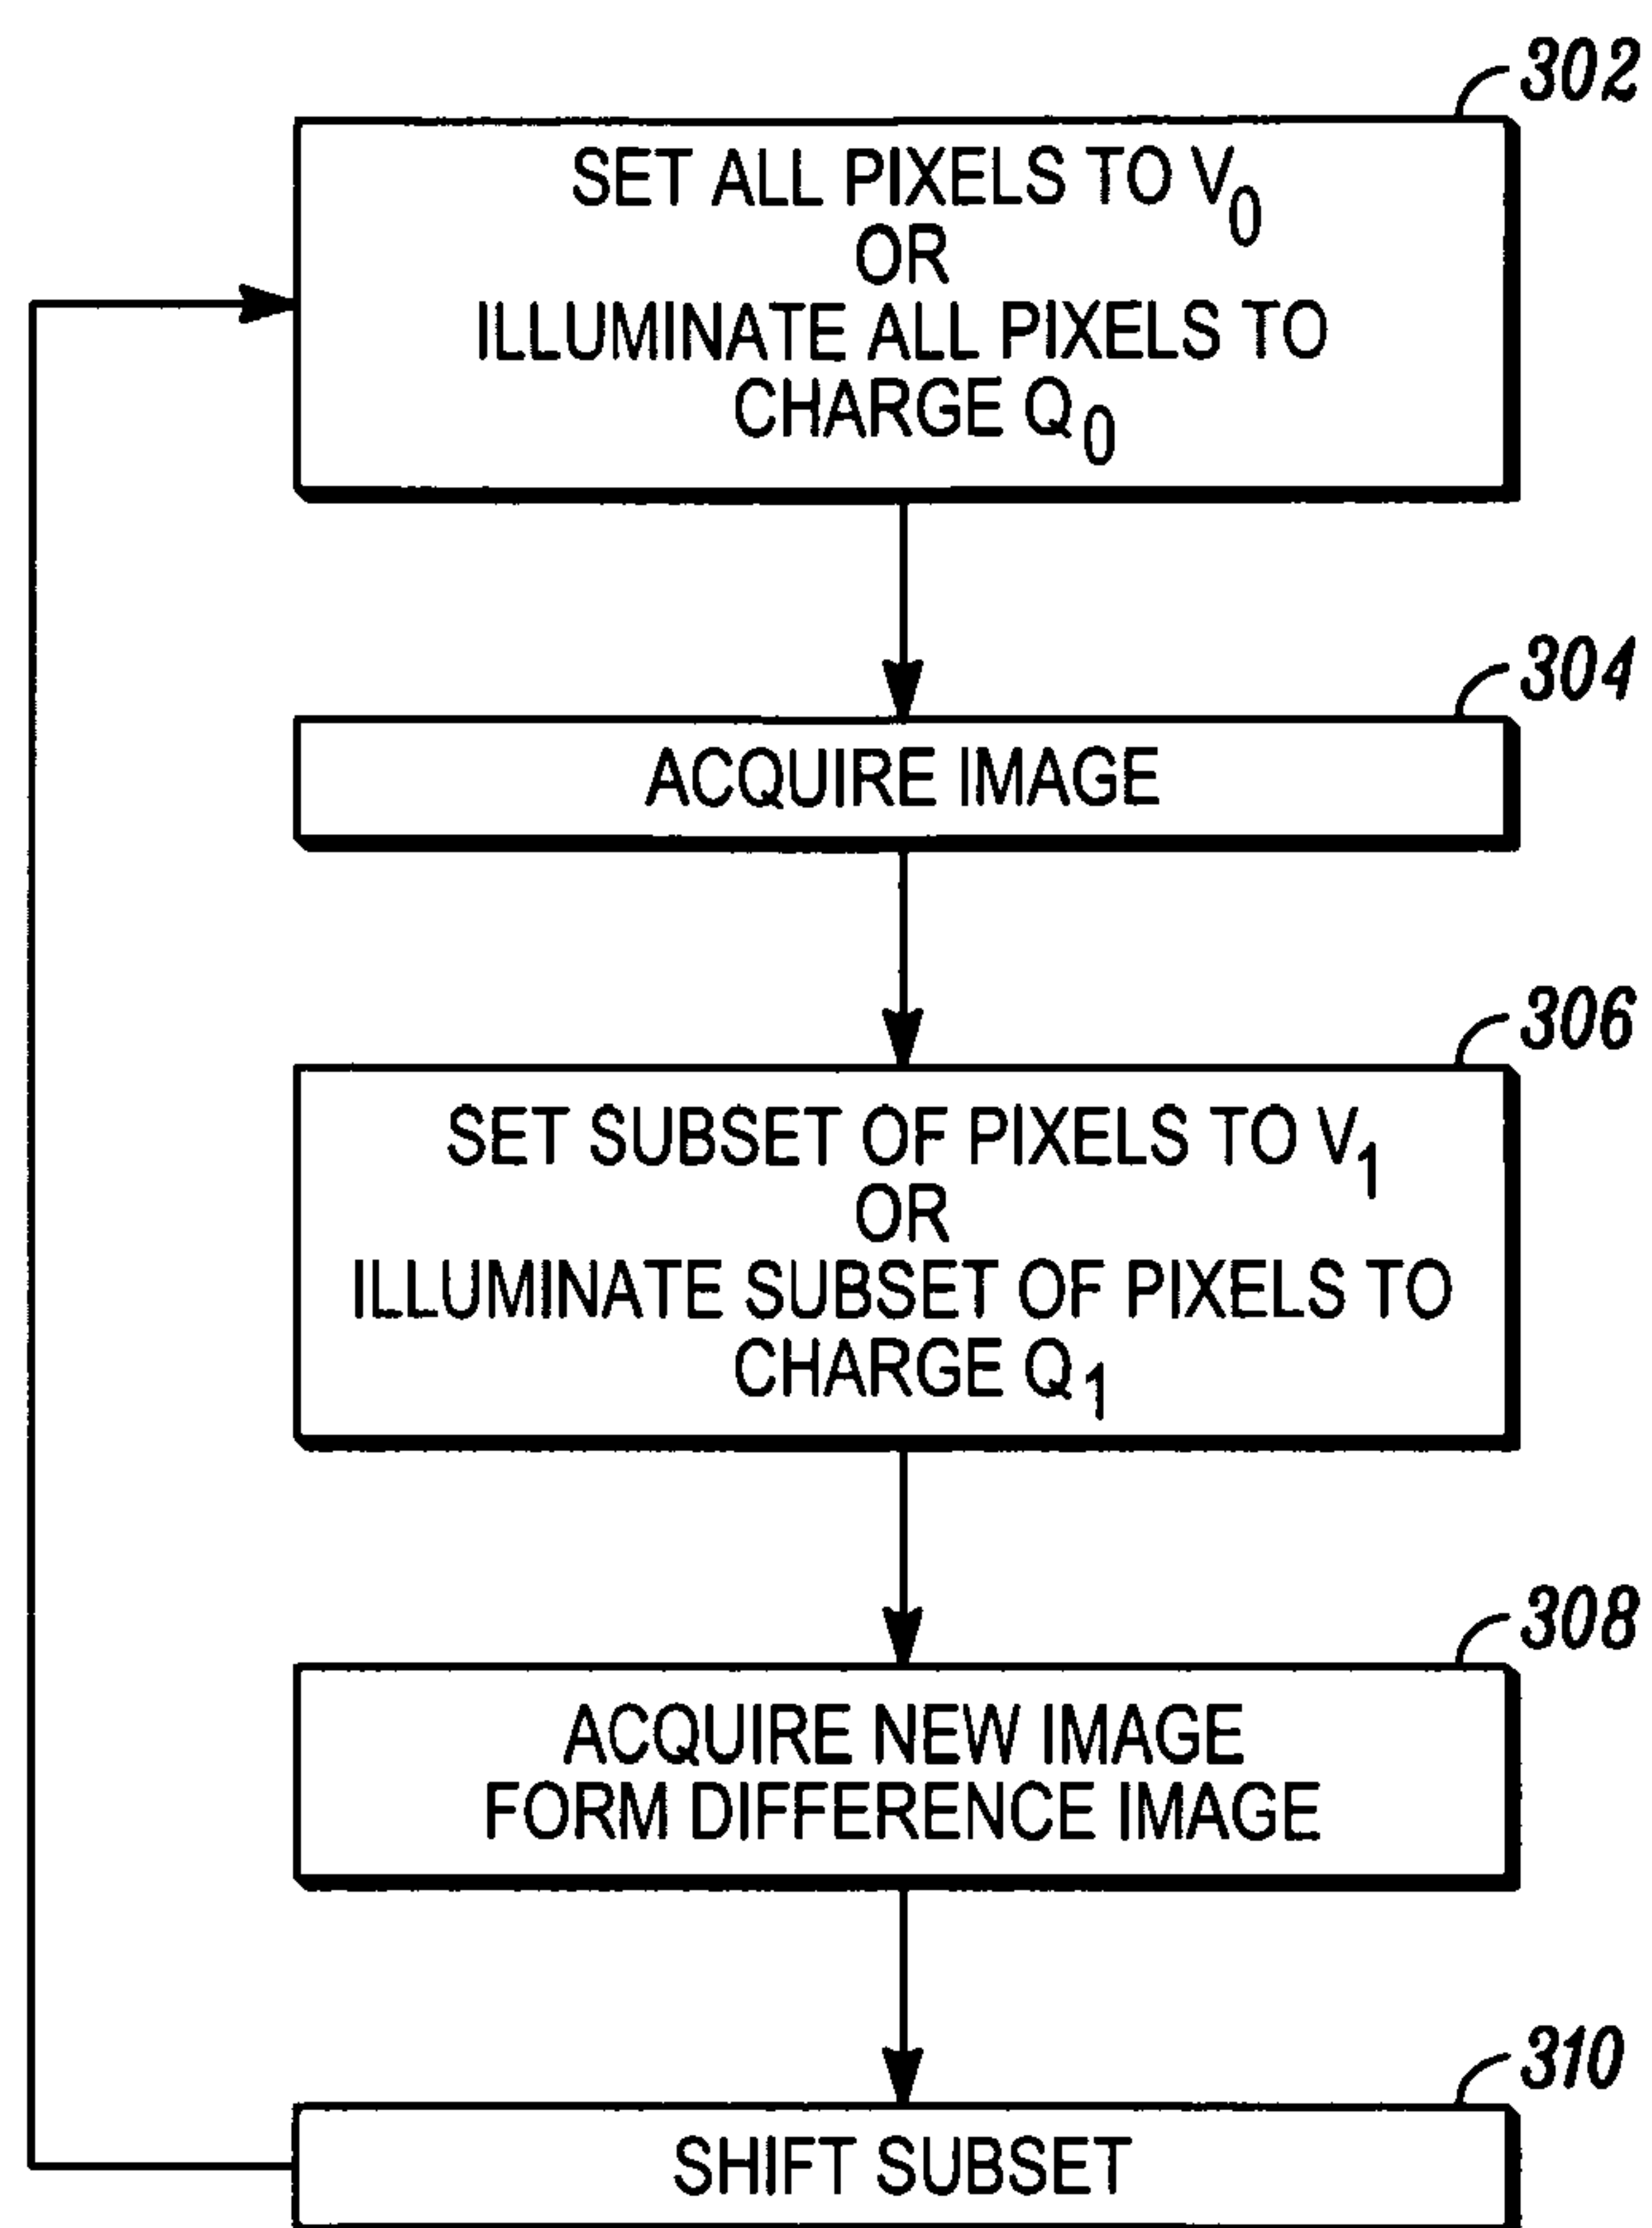 302
SET ALL PIXELS TO V0
OR
ILLUMINATE ALL PIXELS TO
CHARGE Q0
304
ACQUIRE IMAGE
306
SET SUBSET OF PIXELS TO V1
OR
ILLUMINATE SUBSET OF PIXELS TO
CHARGE Q1
308
ACQUIRE NEW IMAGE
FORM DIFFERENCE IMAGE
310
SHIFT SUBSET